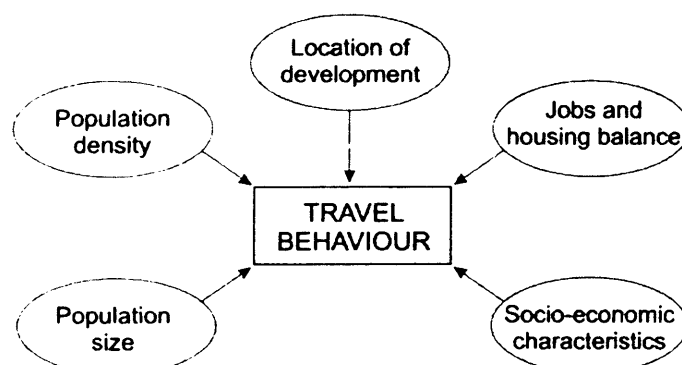 Location of
development
Population
density
Jobs and
housing balance
TRAVEL
BEHAVIOUR
Population
size
Socio-economic
characteristics